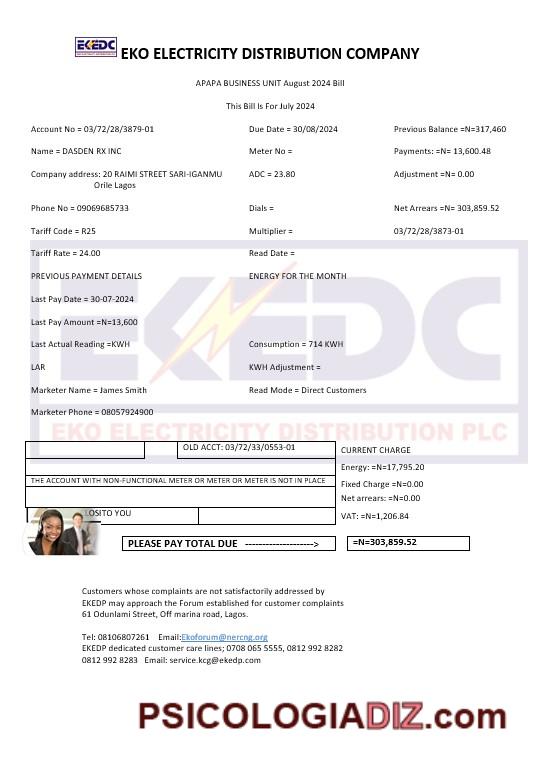 EKEDC
EKO ELECTRICITY DISTRIBUTION COMPANY
APAPA BUSINESS UNIT August 2024 Bill
This Bill Is For July 2024
Account No = 03/72/28/3879-01 Due Date = 30/08/2024 Previous Balance =N=317,460
Name = DASDEN RX INC Meter No = Payments: =N= 13,600.48
Company address: 20 RAIMI STREET SARI-IGANMU ADC = 23.80 Adjustment =N= 0.00
Orile Lagos
Phone No = 09069685733 Dials = Net Arrears =N= 303,859.52
Tariff Code = R25 Multiplier = 03/72/28/3873-01
Tariff Rate = 24.00 Read Date =
PREVIOUS PAYMENT DETAILS ENERGY FOR THE MONTH
Last Pay Date = 30-07-2024
Last Pay Amount =N=13,600
Last Actual Reading =KWH Consumption = 714 KWH
LAR KWH Adjustment =
Marketer Name = James Smith Read Mode = Direct Customers
Marketer Phone = 08057924900
EKEDC
EKO ELECTRICITY DISTRIBUTION PLC
OLD ACCT: 03/72/33/0553-01 CURRENT CHARGE
Energy: =N=17,795.20
THE ACCOUNT WITH NON-FUNCTIONAL METER OR METER OR METER IS NOT IN PLACE Fixed Charge =N=0.00
Net arrears: =N=0.00
LOSITO YOU VAT: =N=1,206.84
PLEASE PAY TOTAL DUE --------------------> =N=303,859.52
Customers whose complaints are not satisfactorily addressed by
EKEDP may approach the Forum established for customer complaints
61 Odunlami Street, Off marina road, Lagos.
Tel: 08106807261 Email:Ekoforum@nercng.org
EKEDP dedicated customer care lines; 0708 065 5555, 0812 992 8282
0812 992 8283 Email: service.kcg@ekedp.com
PSICOLOGIADIZ.com